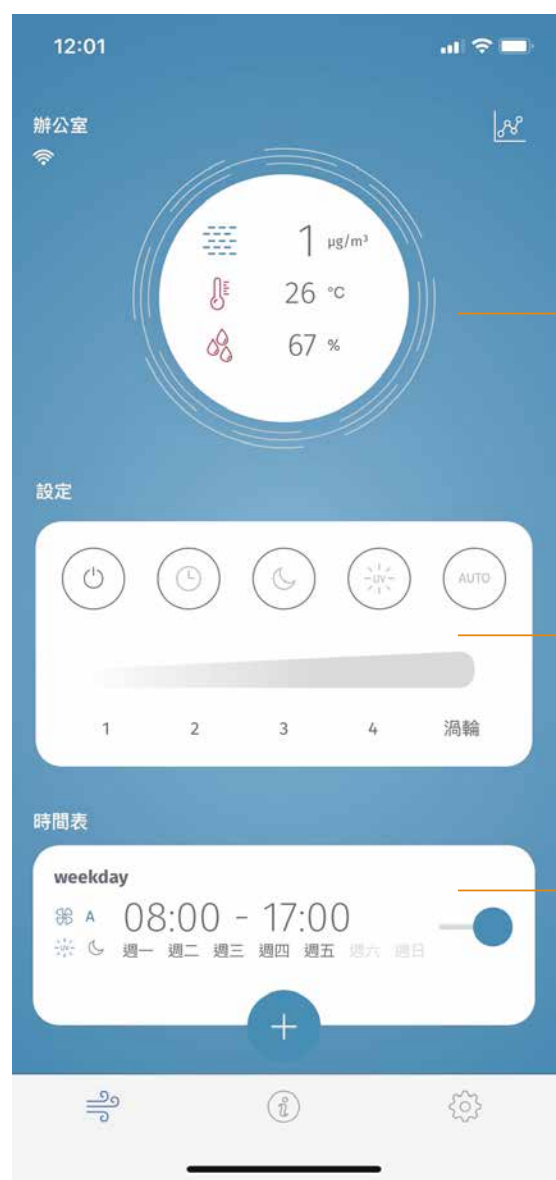 12:01
辦公室
1 μg/m³
26 °C
67 %
設定
UV AUTO
1 2 3 4 渦輪
時間表
weekday
A 08:00 - 17:00
UV 週一 週二 週三 週四 週五 週六 週日
+
i